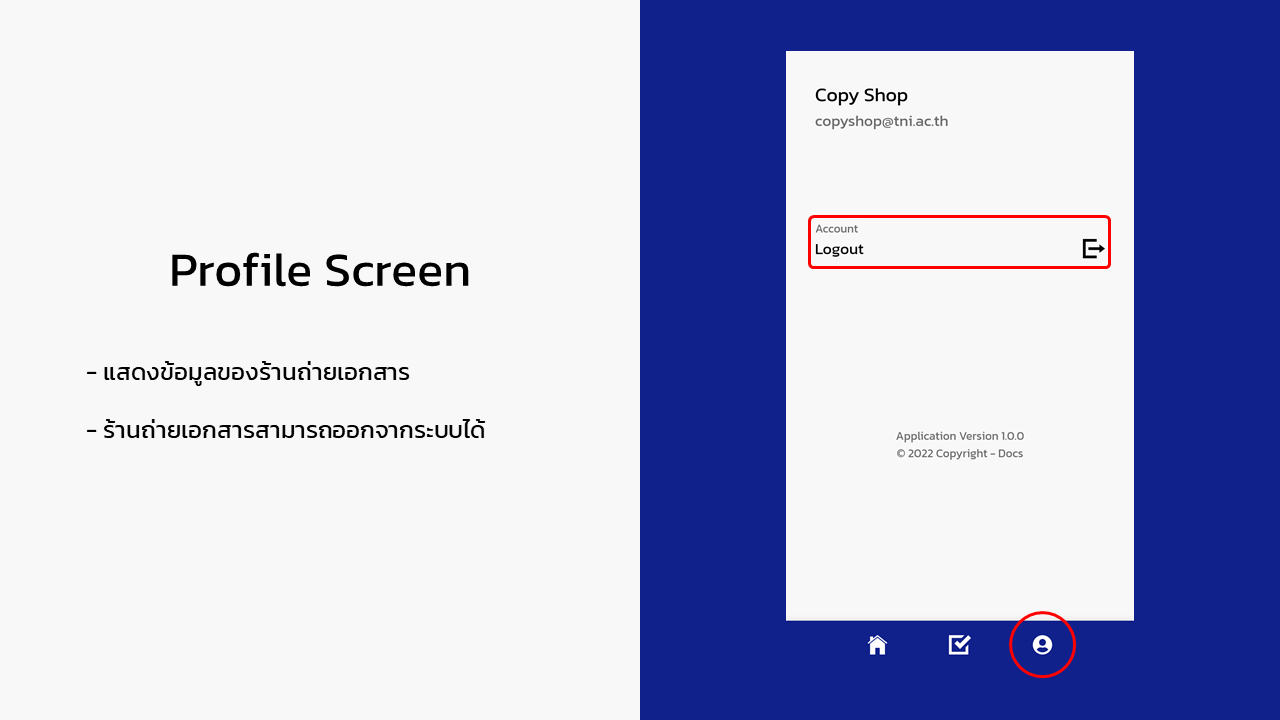 Profile Screen
- แสดงข้อมูลของร้านถ่ายเอกสาร
- ร้านถ่ายเอกสารสามารถออกจากระบบได้
Copy Shop
copyshop@tni.ac.th
Account
Logout
Application Version 1.0.0
© 2022 Copyright - Docs